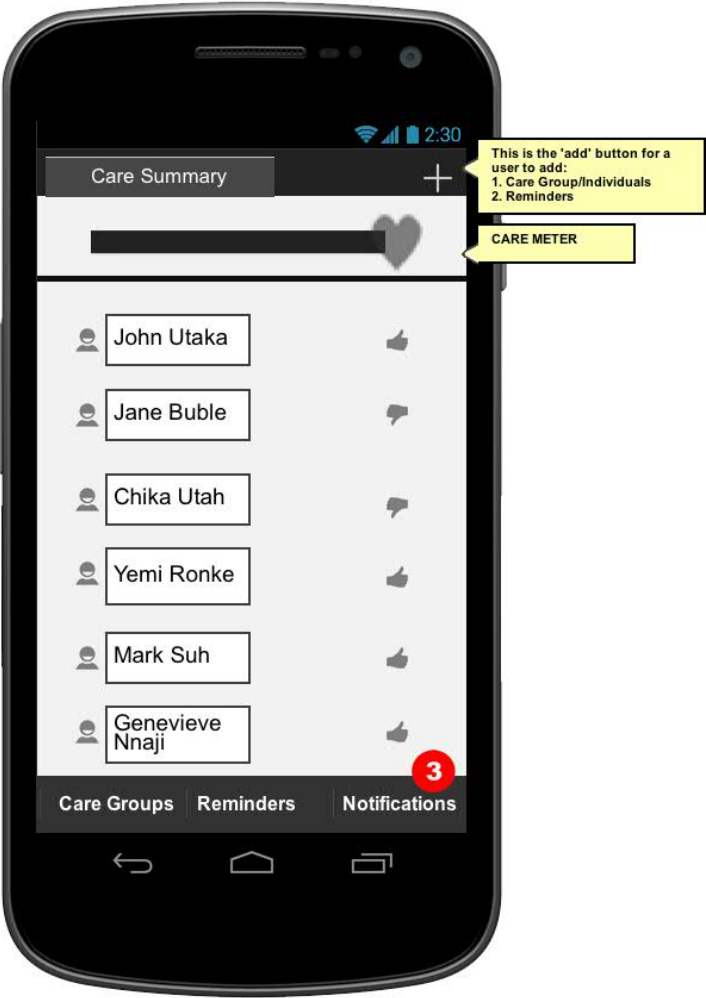 2:30
Care Summary
This is the 'add' button for a
user to add:
1. Care Group/Individuals
2. Reminders
CARE METER
John Utaka
Jane Buble
Chika Utah
Yemi Ronke
Mark Suh
Genevieve
Nnaji
3
Care Groups Reminders Notifications